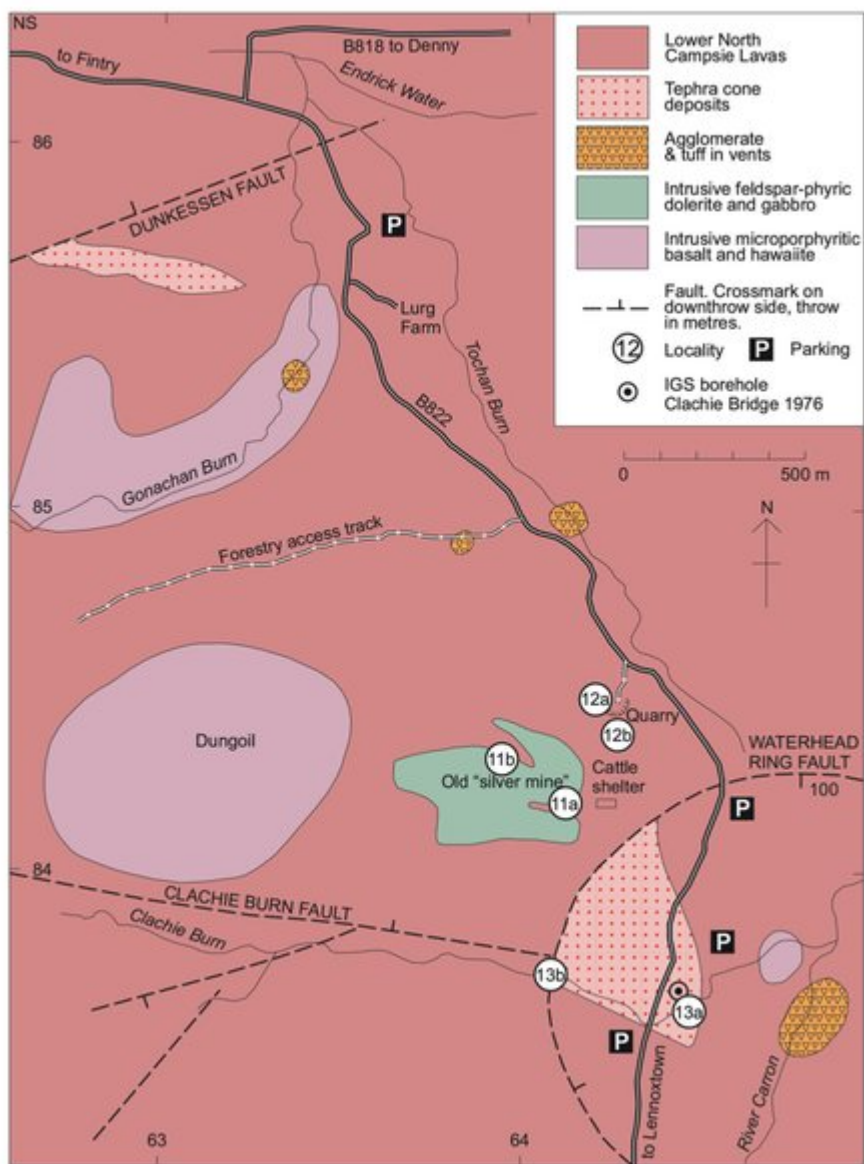 NS
to Fintry
B818 to Denny
Endrick Water
86
DUNKESSEN FAULT
P
Lurg
Farm
Tochan Burn
B822
Gonachan Burn
85
Forestry access track
Dungoil
12a
Quarry
12b
11b
Old "silver mine"
11a
Cattle
shelter
WATERHEAD
RING FAULT
100
P
84
CLACHIE BURN FAULT
Clachie Burn
P
13b
13a
P
to Lennoxtown
River Carron
63
64
Lower North
Campsie Lavas
Tephra cone
deposits
Agglomerate
& tuff in vents
Intrusive feldspar-phyric
dolerite and gabbro
Intrusive microporphyritic
basalt and hawaiite
Fault. Crossmark on
downthrow side, throw
in metres.
12 Locality P Parking
IGS borehole
Clachie Bridge 1976
0 500 m
N